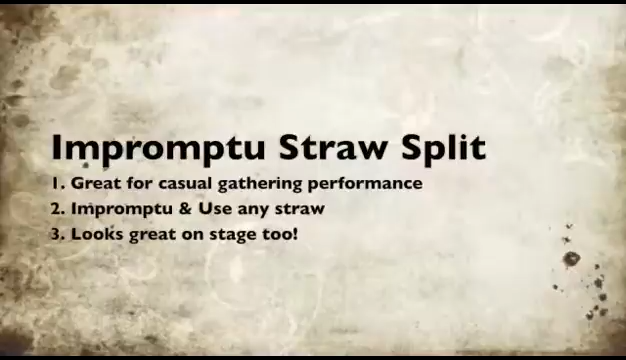 Impromptu Straw Split
1. Great for casual gathering performance
2. Impromptu & Use any straw
3. Looks great on stage too!